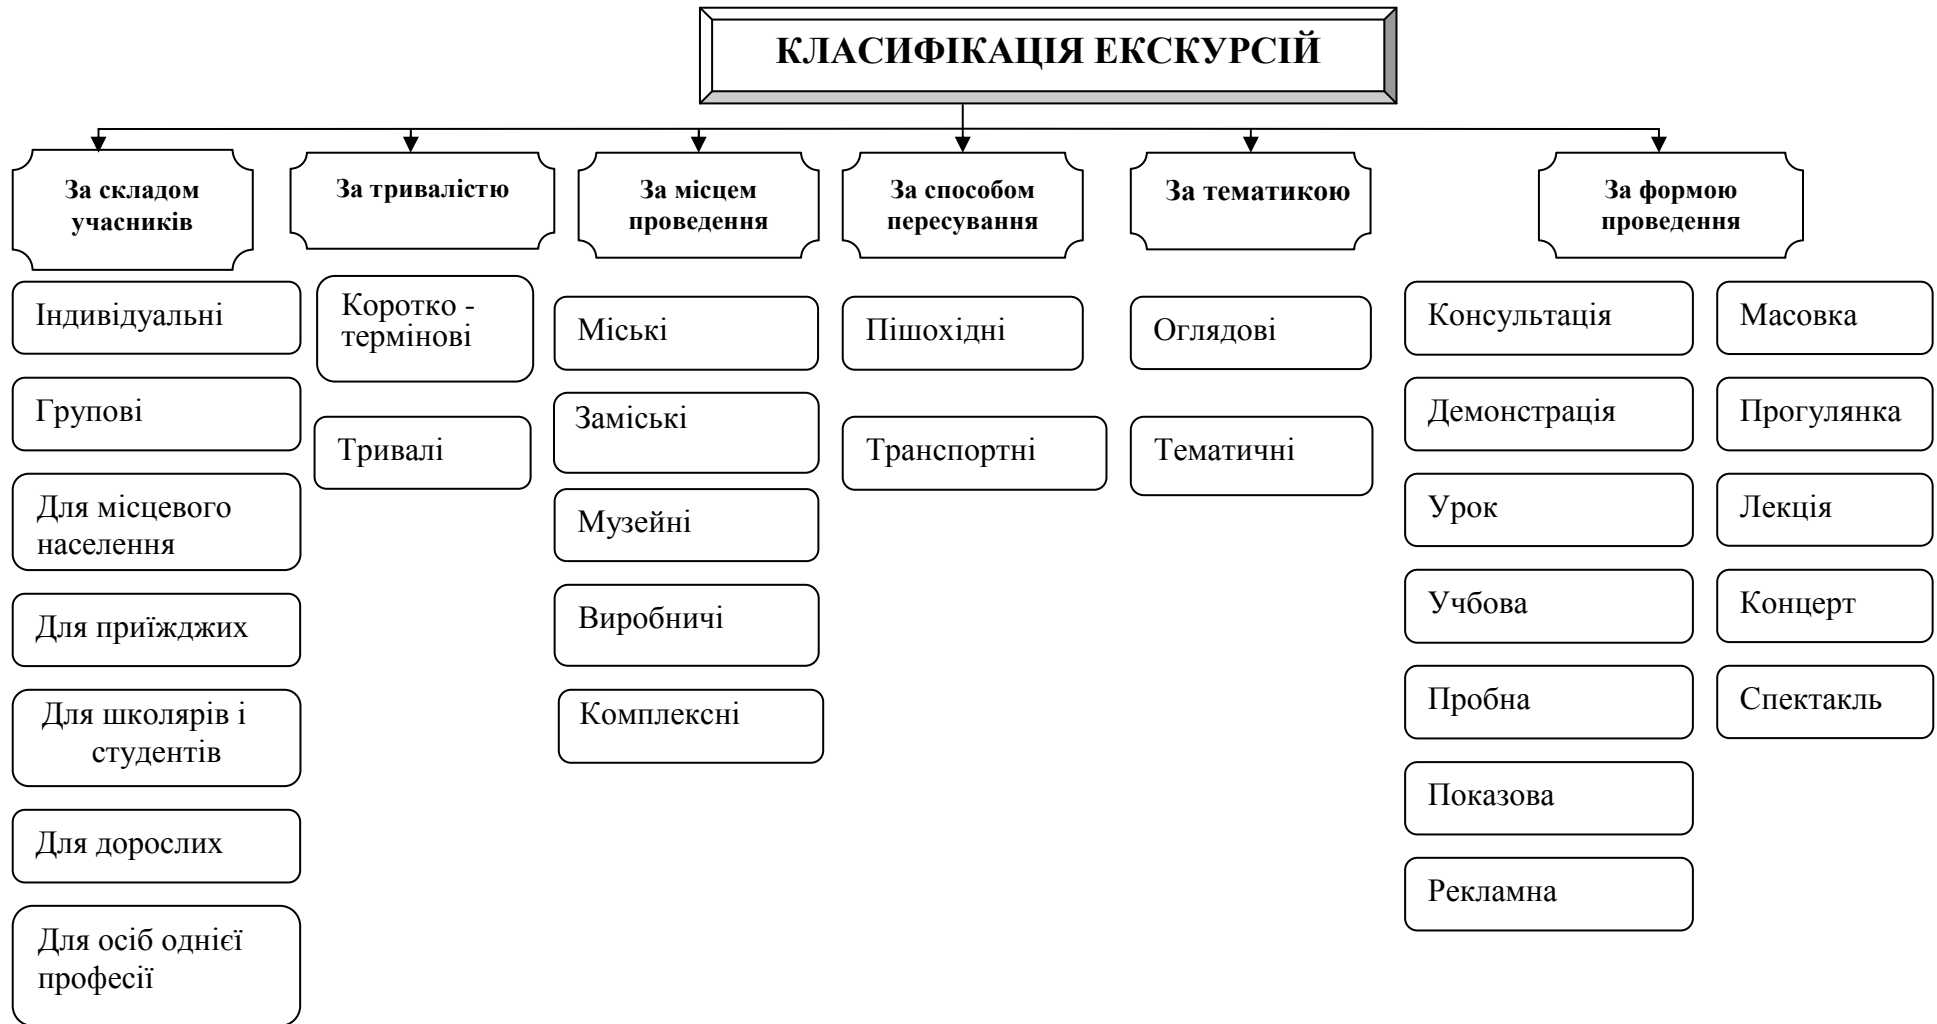 КЛАСИФІКАЦІЯ ЕКСКУРСІЙ
За складом
учасників
Індивідуальні
Групові
Для місцевого
населення
Для приїжджих
Для школярів і
студентів
Для дорослих
Для осіб однієї
професії
За тривалістю
Коротко -
термінові
Тривалі
За місцем
проведення
Міські
Заміські
Музейні
Виробничі
Комплексні
За способом
пересування
Пішохідні
Транспортні
За тематикою
Оглядові
Тематичні
За формою
проведення
Консультація
Демонстрація
Урок
Учбова
Пробна
Показова
Рекламна
Масовка
Прогулянка
Лекція
Концерт
Спектакль